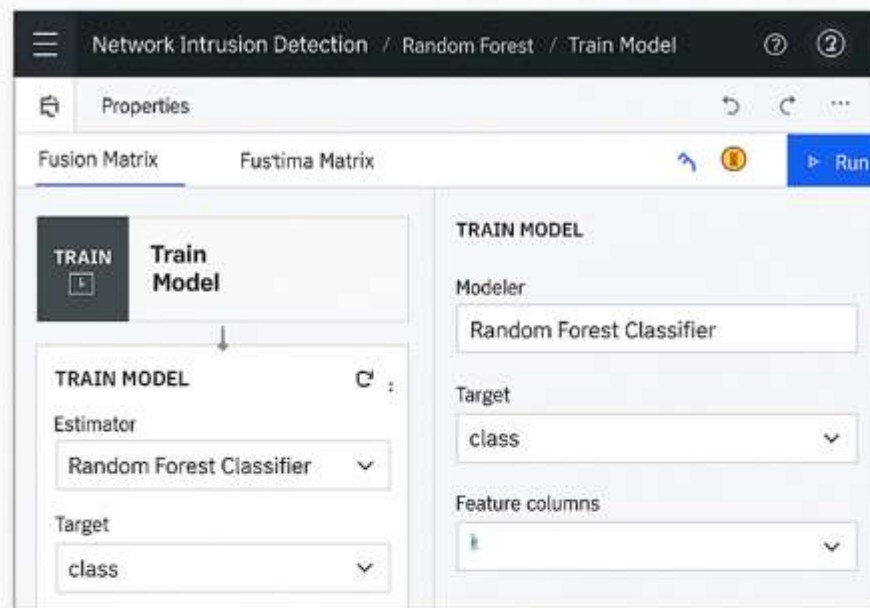 Network Intrusion Detection / Random Forest / Train Model
Properties
Fusion Matrix
Fustima Matrix
Run
TRAIN
Train
Model
TRAIN MODEL
Estimator
Random Forest Classifier
Target
class
TRAIN MODEL
Modeler
Random Forest Classifier
Target
class
Feature columns